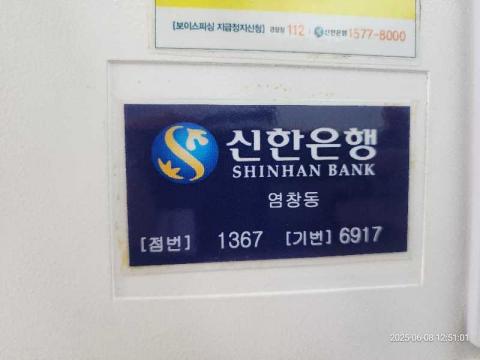 [보이스피싱 지급정지신청] 경찰청 112 | 신한은행 1577-8000
신한은행
SHINHAN BANK
염창동
[점번] 1367 [기번] 6917
2025-06-08 12:51:01